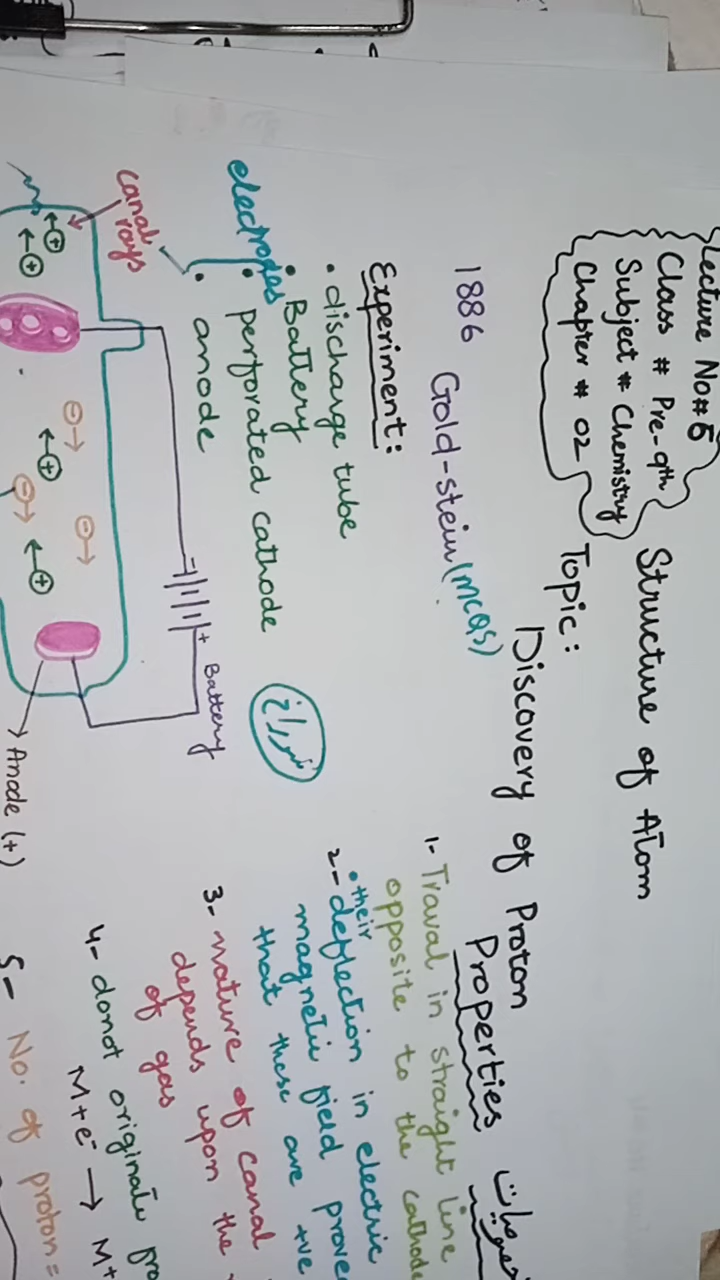 Lecture No#6
Class # Pre-9th
Subject # Chemistry
Chapter # 02
Structure of Atom
Topic:
Discovery of Proton
1886 Gold-stein (MCQs)
Experiment:
• discharge tube
• Battery
• perforated cathode
• anode
electrodes
canal
rays
+ Battery
Anode (+)
Properties خصوصیات
1- Traval in straight line
opposite to the cathode
2- their deflection in electric
magnetic field prove
that these are +ve
3- nature of canal
depends upon the
of gas
4- donot originate
M+e⁻ → M+
5- No. of proton =